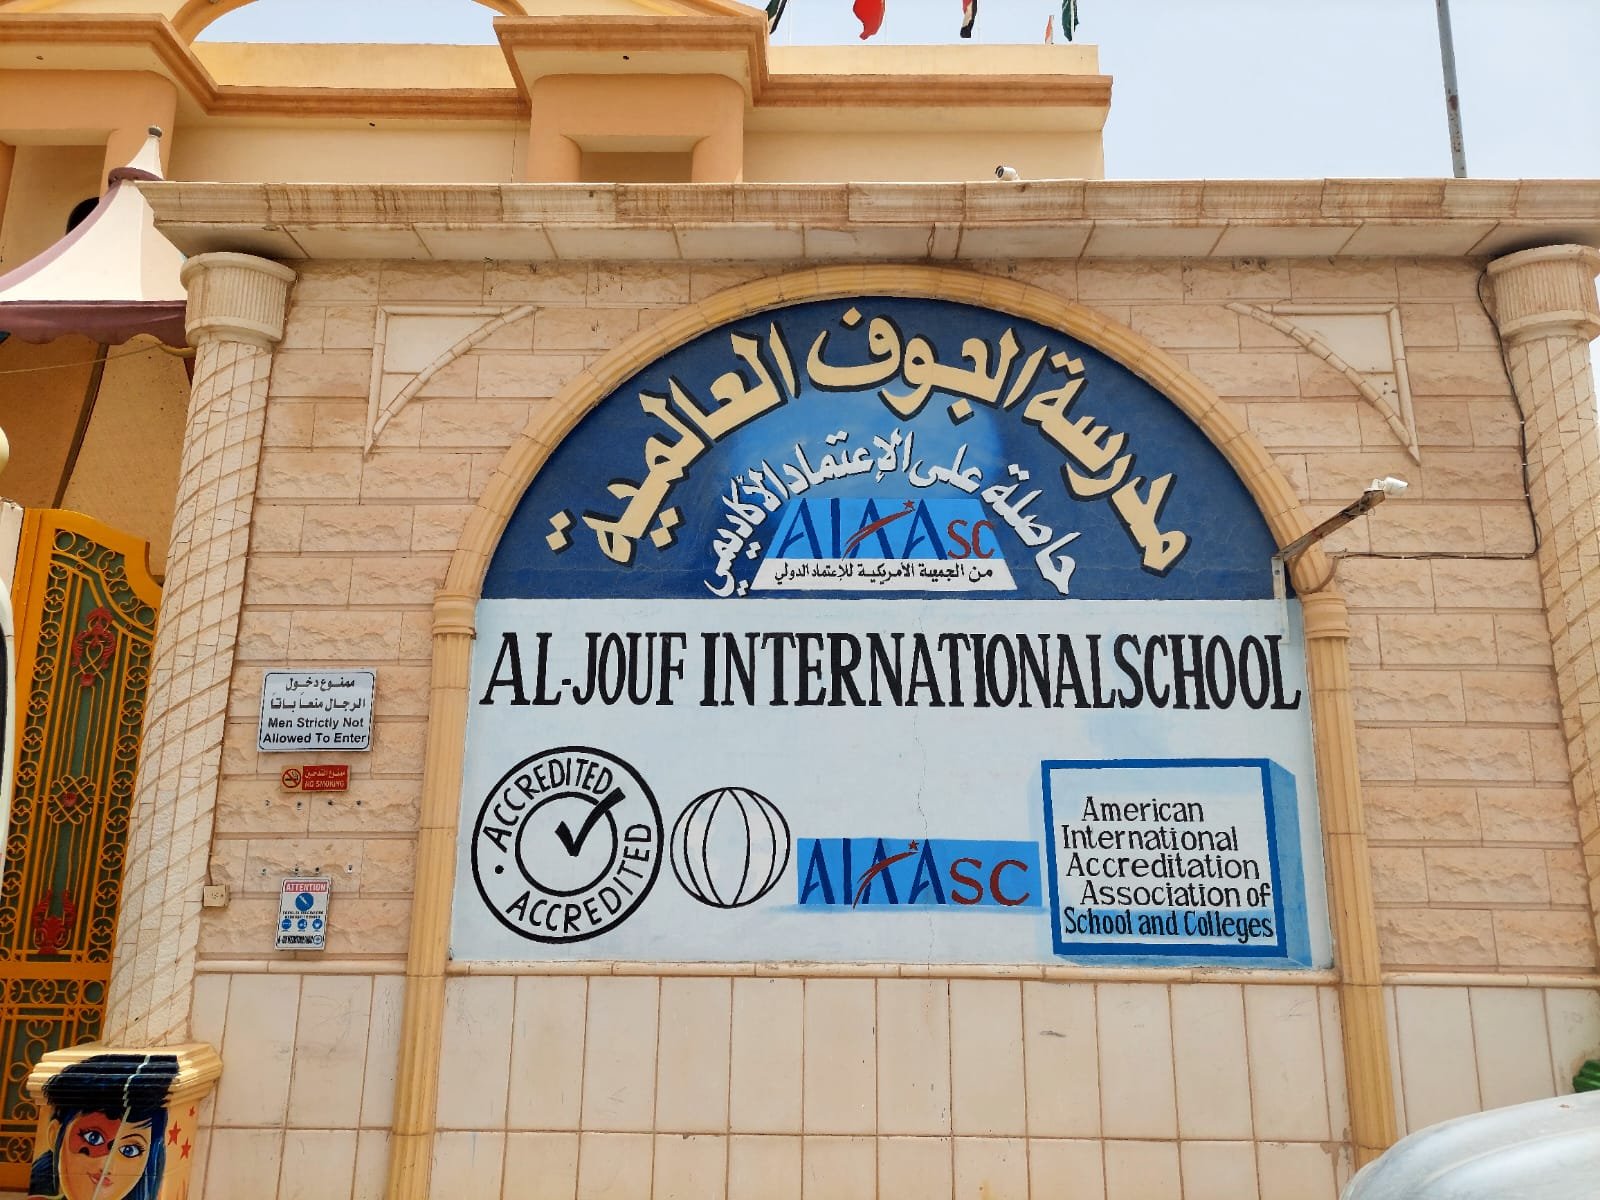 مدرسة الجوف العالمية
حاصلة على الإعتماد الأكاديمي
AIAASC
من الجمعية الأمريكية للإعتماد الدولي
AL-JOUF INTERNATIONAL SCHOOL
ACCREDITED
ACCREDITED
AIAASC
American
International
Accreditation
Association of
School and Colleges
ممنوع دخول
الرجال منعاً باتاً
Men Strictly Not
Allowed To Enter
ممنوع التدخين
NO SMOKING
ATTENTION